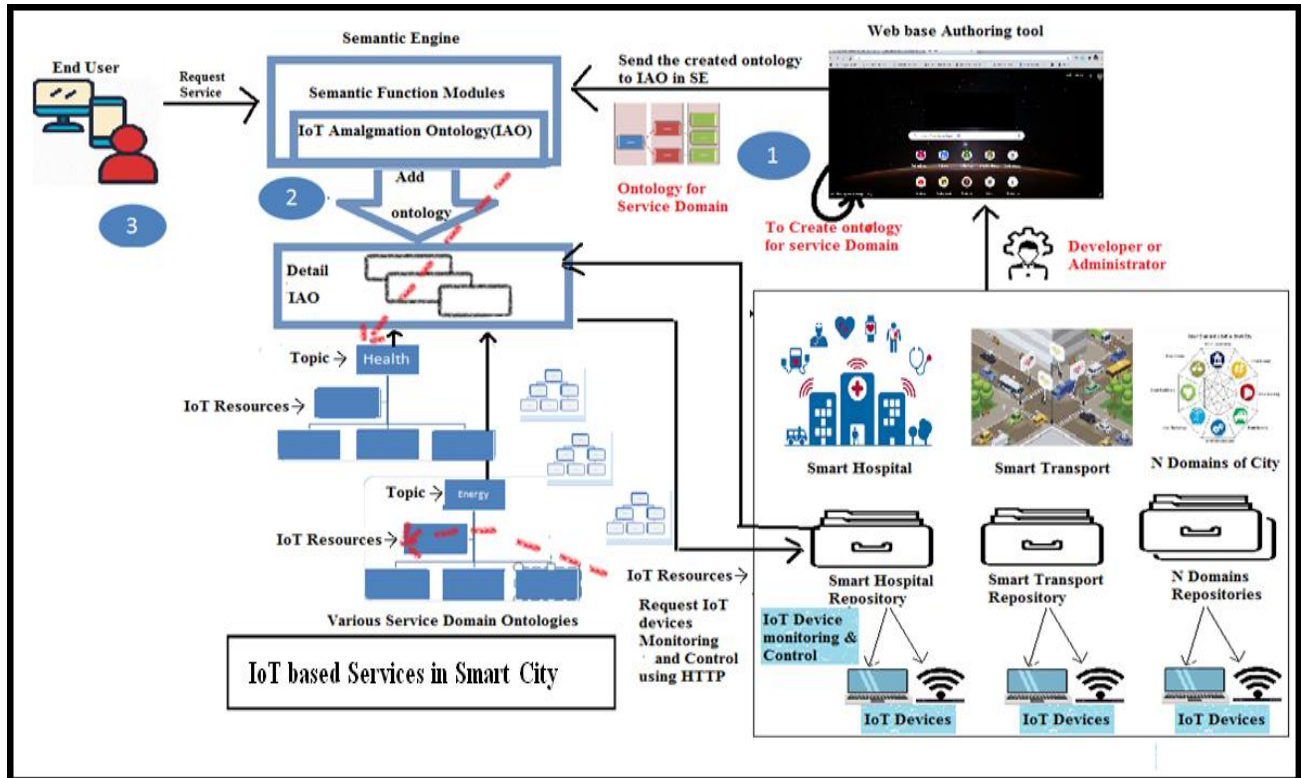 Web base Authoring tool
Semantic Engine
End User
Request
Service
Semantic Function Modules
IoT Amalgmation Ontology(IAO)
Send the created ontology
to IAO in SE
1
Ontology for
Service Domain
To Create ontology
for service Domain
Developer or
Administrator
2
Add
ontology
3
Detail
IAO
Topic
Health
IoT Resources
Topic
Energy
IoT Resources
Various Service Domain Ontologies
IoT based Services in Smart City
IoT Resources
Request IoT
devices
Monitoring
and Control
using HTTP
Smart Hospital
Smart Transport
N Domains of City
Smart Hospital
Repository
Smart Transport
Repository
N Domains
Repositories
IoT Device
monitoring &
Control
IoT Devices
IoT Devices
IoT Devices